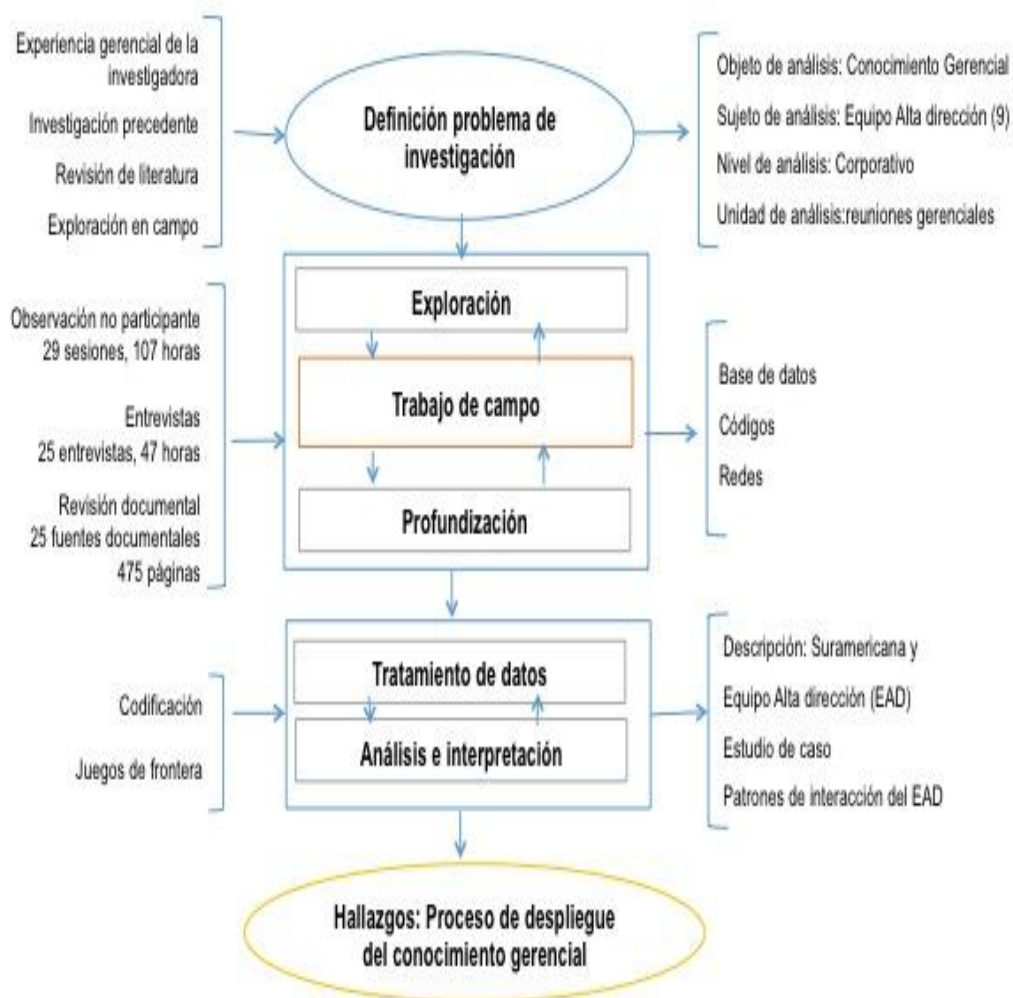 Experiencia gerencial de la
investigadora
Investigación precedente
Revisión de literatura
Exploración en campo
Definición problema de
investigación
Objeto de análisis: Conocimiento Gerencial
Sujeto de análisis: Equipo Alta dirección (9)
Nivel de análisis: Corporativo
Unidad de análisis:reuniones gerenciales
Observación no participante
29 sesiones, 107 horas
Entrevistas
25 entrevistas, 47 horas
Revisión documental
25 fuentes documentales
475 páginas
Exploración
Trabajo de campo
Profundización
Base de datos
Códigos
Redes
Codificación
Juegos de frontera
Tratamiento de datos
Análisis e interpretación
Descripción: Suramericana y
Equipo Alta dirección (EAD)
Estudio de caso
Patrones de interacción del EAD
Hallazgos: Proceso de despliegue
del conocimiento gerencial